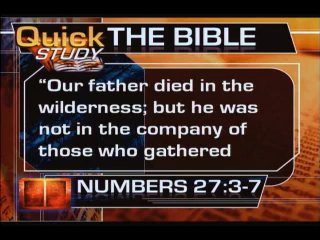 Quick STUDY THE BIBLE
“Our father died in the
wilderness; but he was
not in the company of
those who gathered
NUMBERS 27:3-7